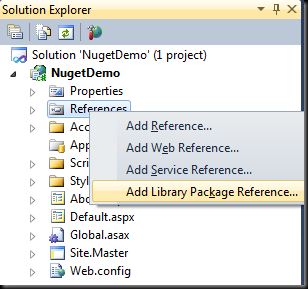 Solution Explorer
Solution 'NugetDemo' (1 project)
NugetDemo
Properties
References
Add Reference...
Acc
Add Web Reference...
App
Add Service Reference...
Scri
Add Library Package Reference...
Styl
Abo
Default.aspx
Global.asax
Site.Master
Web.config